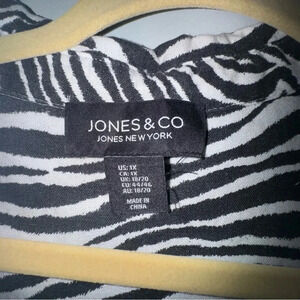 JONES & CO
JONES NEW YORK
US: 1X
CA: 1X
UK: 18/20
EU: 44/46
AU: 18/20
MADE IN
CHINA